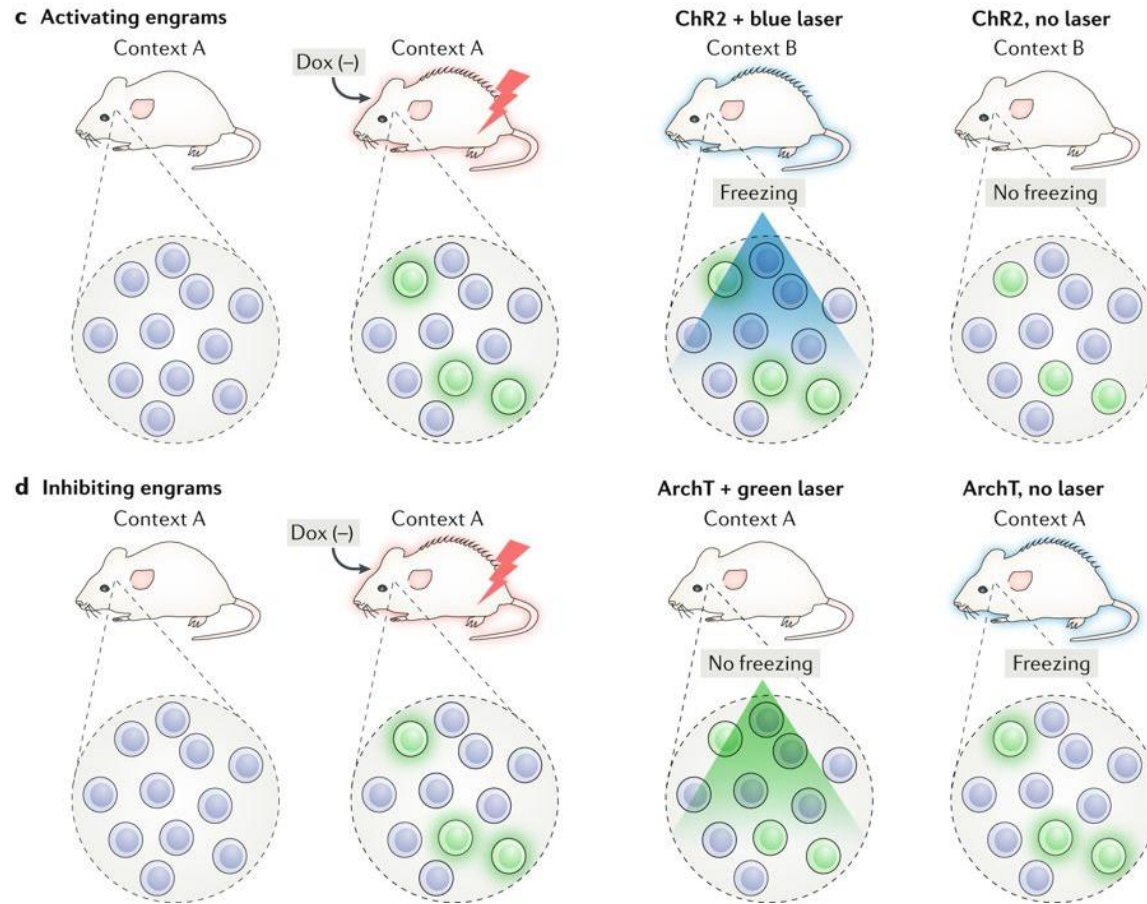 c Activating engrams
Context A
Dox (–)
Context A
ChR2 + blue laser
Context B
Freezing
ChR2, no laser
Context B
No freezing
d Inhibiting engrams
Context A
Dox (–)
Context A
ArchT + green laser
Context A
No freezing
ArchT, no laser
Context A
Freezing